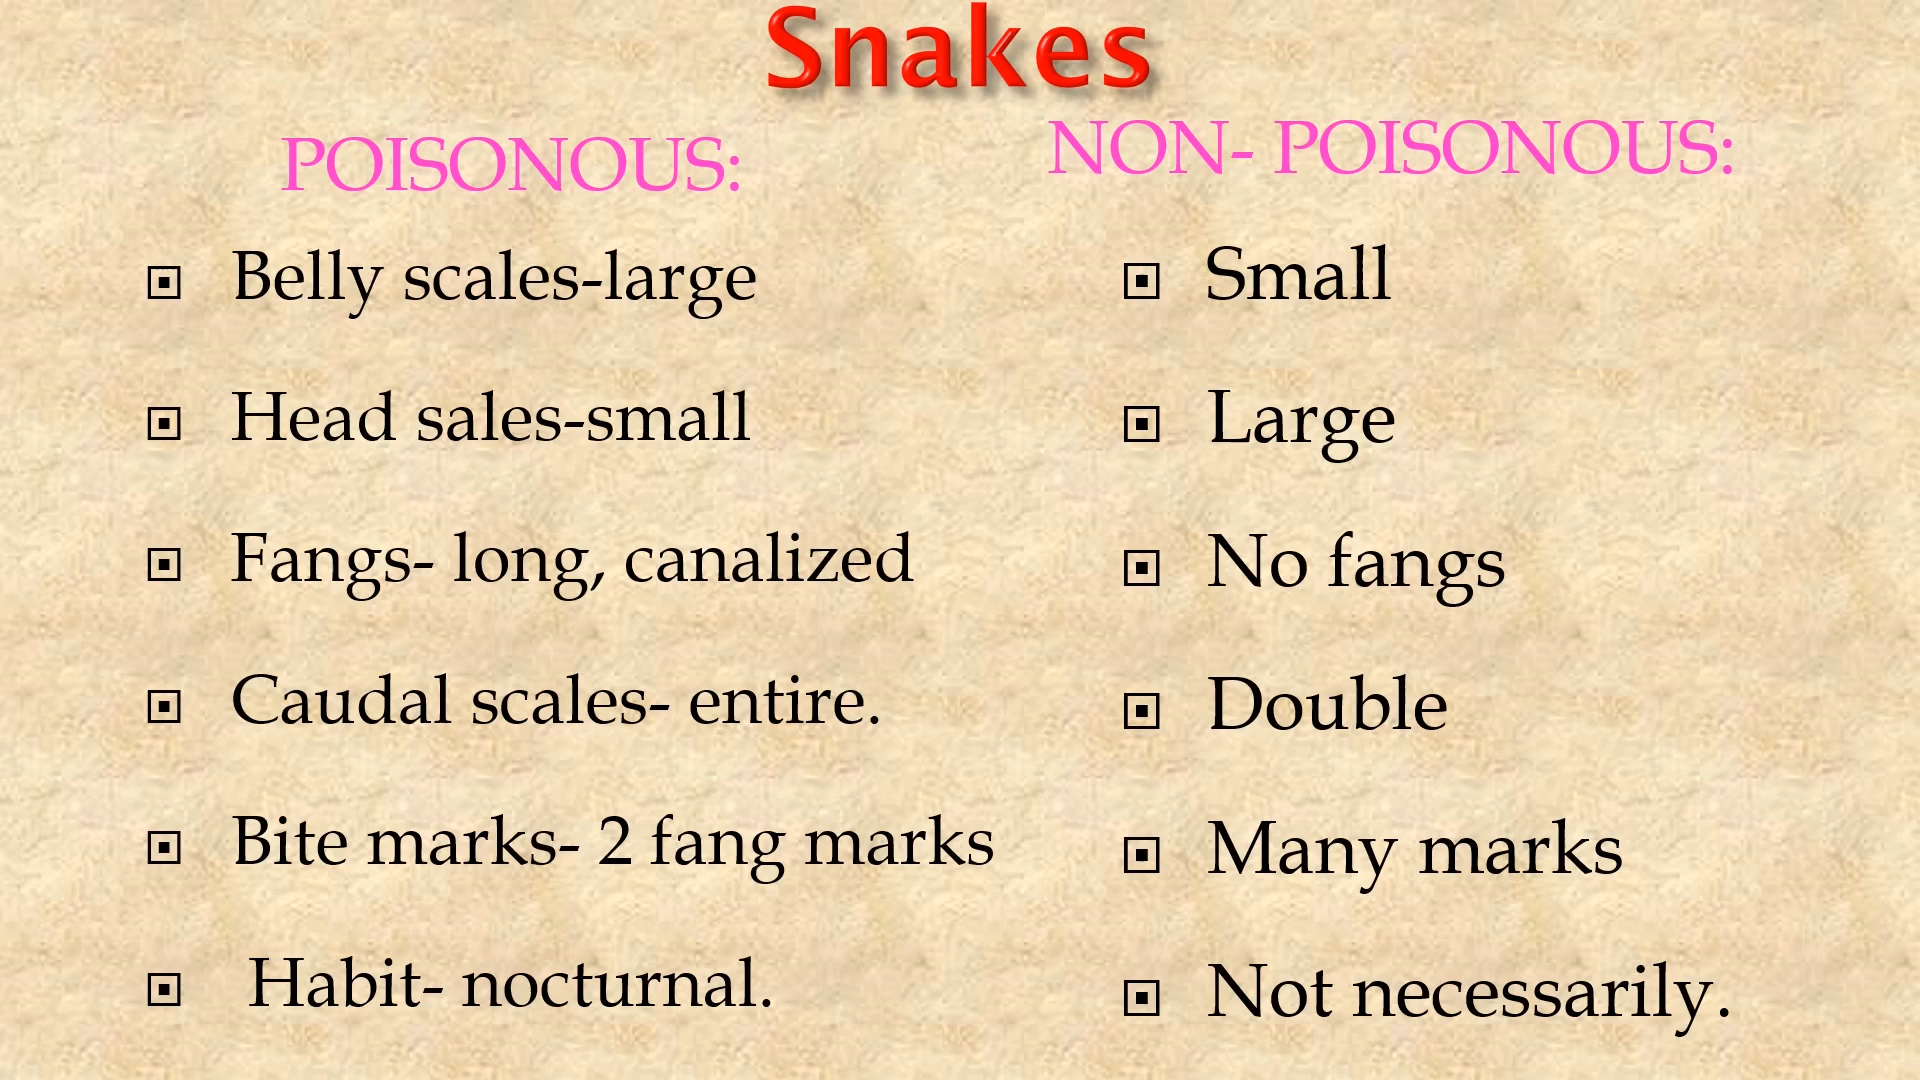 Snakes
POISONOUS:
Belly scales-large
Head sales-small
Fangs- long, canalized
Caudal scales- entire.
Bite marks- 2 fang marks
Habit- nocturnal.
NON- POISONOUS:
Small
Large
No fangs
Double
Many marks
Not necessarily.